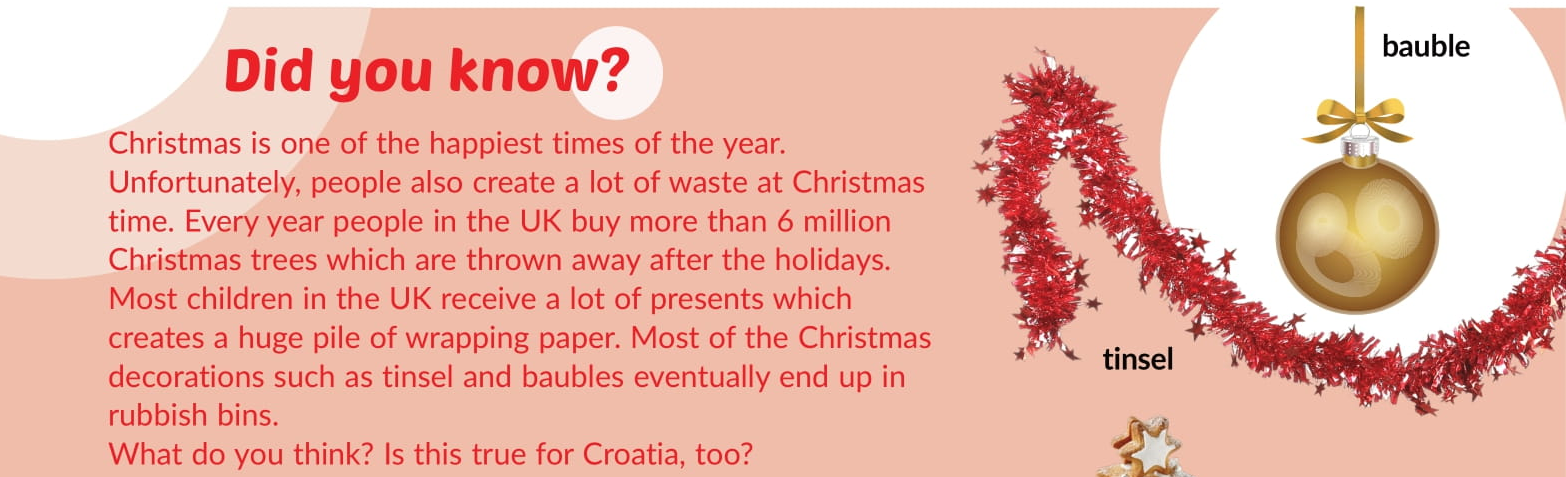 Did you know?
Christmas is one of the happiest times of the year.
Unfortunately, people also create a lot of waste at Christmas
time. Every year people in the UK buy more than 6 million
Christmas trees which are thrown away after the holidays.
Most children in the UK receive a lot of presents which
creates a huge pile of wrapping paper. Most of the Christmas
decorations such as tinsel and baubles eventually end up in
rubbish bins.
What do you think? Is this true for Croatia, too?
bauble
tinsel